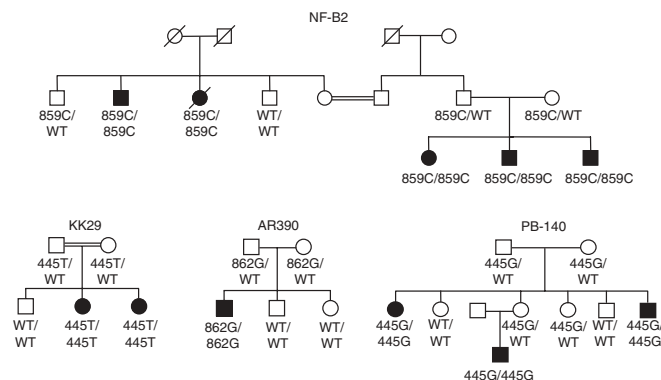 NF-B2
859C/ 859C/ 859C/ WT/ 859C/WT 859C/WT
WT 859C 859C WT
859C/859C 859C/859C 859C/859C
KK29 AR390 PB-140
445T/ 445T/ 862G/ 862G/ 445G/ 445G/
WT WT WT WT WT WT
WT/ 445T/ 445T/ 862G/ WT/ WT/ 445G/ WT/ 445G/ 445G/ WT/ 445G/
WT 445T 445T 862G WT WT 445G WT WT WT WT 445G
445G/445G